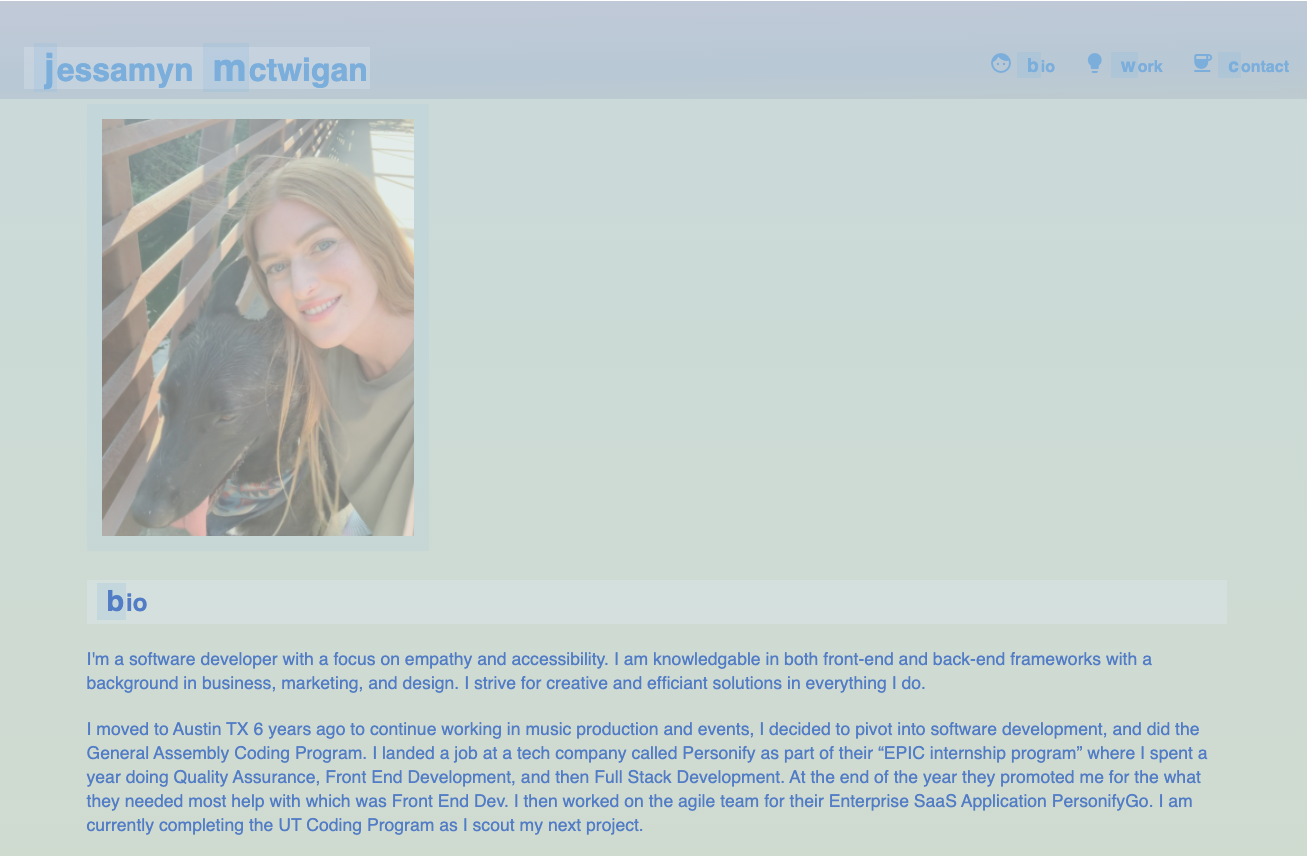 jessamyn mctwigan
bio work contact
bio
I'm a software developer with a focus on empathy and accessibility. I am knowledgable in both front-end and back-end frameworks with a
background in business, marketing, and design. I strive for creative and efficiant solutions in everything I do.
I moved to Austin TX 6 years ago to continue working in music production and events, I decided to pivot into software development, and did the
General Assembly Coding Program. I landed a job at a tech company called Personify as part of their “EPIC internship program” where I spent a
year doing Quality Assurance, Front End Development, and then Full Stack Development. At the end of the year they promoted me for the what
they needed most help with which was Front End Dev. I then worked on the agile team for their Enterprise SaaS Application PersonifyGo. I am
currently completing the UT Coding Program as I scout my next project.